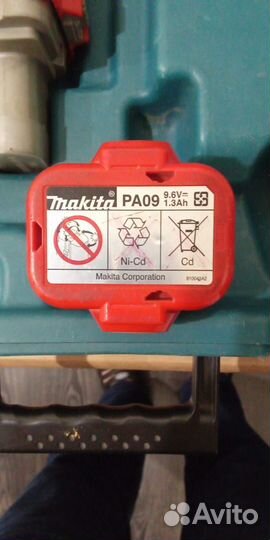 makita PA09 9.6V⎓
1.3Ah
Ni-Cd
Cd
Makita Corporation
Avito